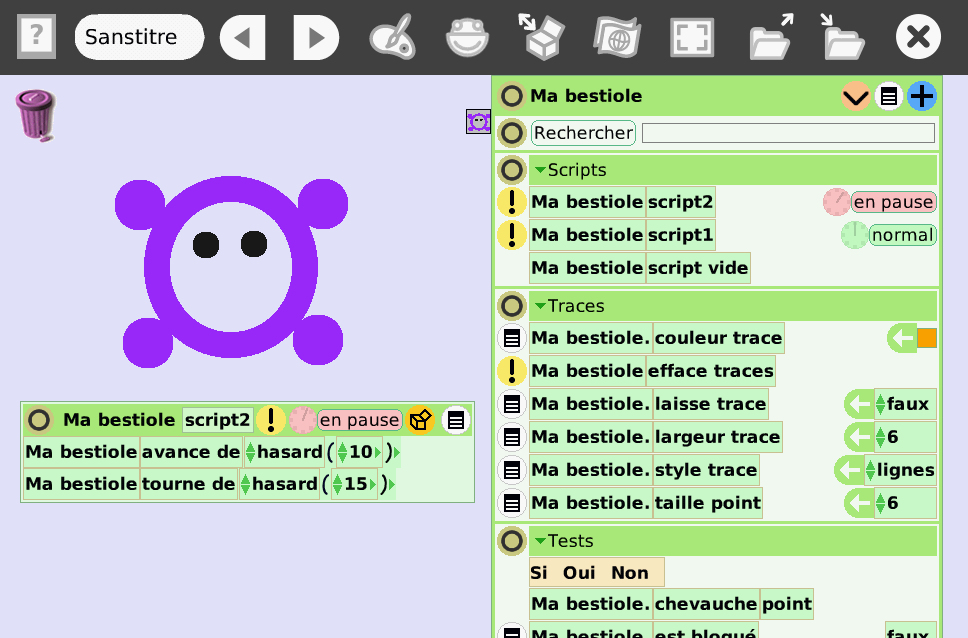 ? Sanstitre
Ma bestiole
Rechercher
Scripts
Ma bestiole script2 en pause
Ma bestiole script1 normal
Ma bestiole script vide
Traces
Ma bestiole. couleur trace
Ma bestiole. efface traces
Ma bestiole. laisse trace faux
Ma bestiole. largeur trace 6
Ma bestiole. style trace lignes
Ma bestiole. taille point 6
Tests
Si Oui Non
Ma bestiole. chevauche point
Ma bestiole. est bloqué faux
Ma bestiole script2 ! en pause
Ma bestiole avance de hasard ( 10 )
Ma bestiole tourne de hasard ( 15 )